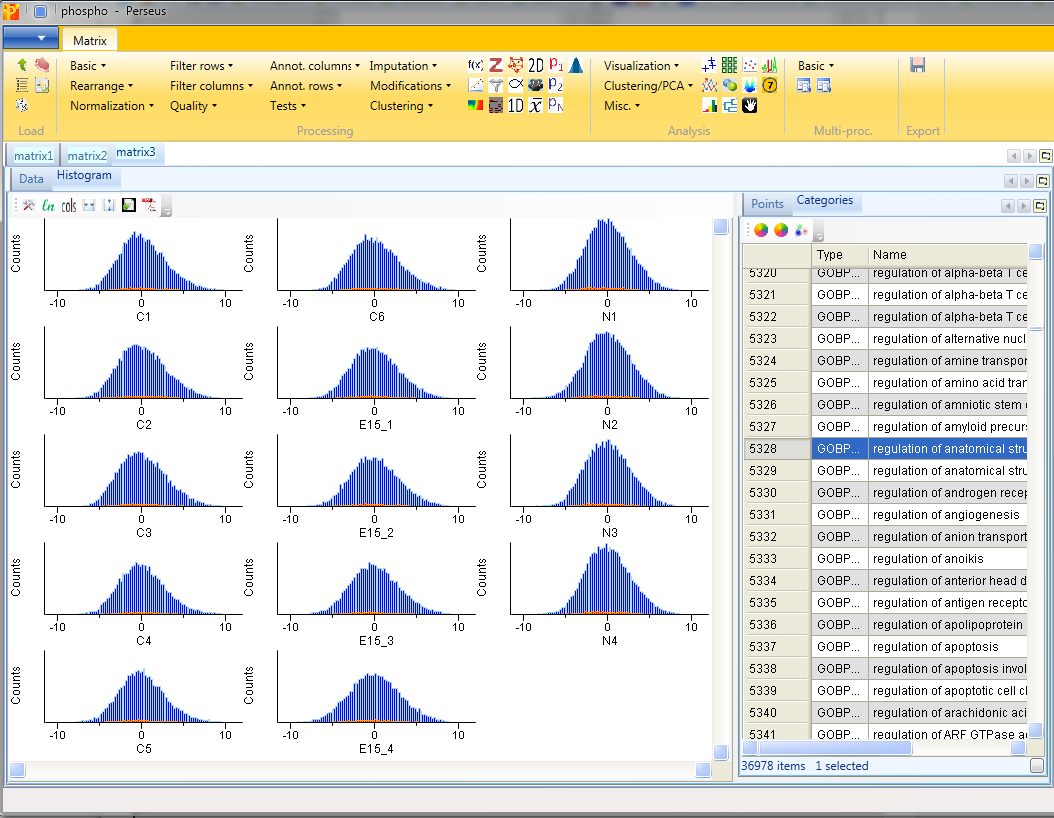 phospho - Perseus
Matrix
Basic Filter rows Annot. columns Imputation f(x) Z 2D P1 Visualization Basic
Rearrange Filter columns Annot. rows Modifications P2 Clustering/PCA 7
Normalization Quality Tests Clustering 1D x PN Misc.
Load Processing Analysis Multi-proc. Export
matrix1 matrix2 matrix3
Data Histogram
ln cols
Points Categories
Type Name
Counts Counts Counts
-10 0 10 -10 0 10 -10 0 10
C1 C6 N1
Counts Counts Counts
-10 0 10 -10 0 10 -10 0 10
C2 E15_1 N2
Counts Counts Counts
-10 0 10 -10 0 10 -10 0 10
C3 E15_2 N3
Counts Counts Counts
-10 0 10 -10 0 10 -10 0 10
C4 E15_3 N4
Counts Counts
-10 0 10 -10 0 10
C5 E15_4
5320 GOBP... regulation of alpha-beta T ce
5321 GOBP... regulation of alpha-beta T ce
5322 GOBP... regulation of alpha-beta T ce
5323 GOBP... regulation of alternative nucl
5324 GOBP... regulation of amine transpor
5325 GOBP... regulation of amino acid tran
5326 GOBP... regulation of amniotic stem
5327 GOBP... regulation of amyloid precurs
5328 GOBP... regulation of anatomical stru
5329 GOBP... regulation of anatomical stru
5330 GOBP... regulation of androgen recep
5331 GOBP... regulation of angiogenesis
5332 GOBP... regulation of anion transport
5333 GOBP... regulation of anoikis
5334 GOBP... regulation of anterior head d
5335 GOBP... regulation of antigen recepto
5336 GOBP... regulation of apolipoprotein
5337 GOBP... regulation of apoptosis
5338 GOBP... regulation of apoptosis invol
5339 GOBP... regulation of apoptotic cell cl
5340 GOBP... regulation of arachidonic aci
5341 GOBP... regulation of ARF GTPase a
36978 items 1 selected